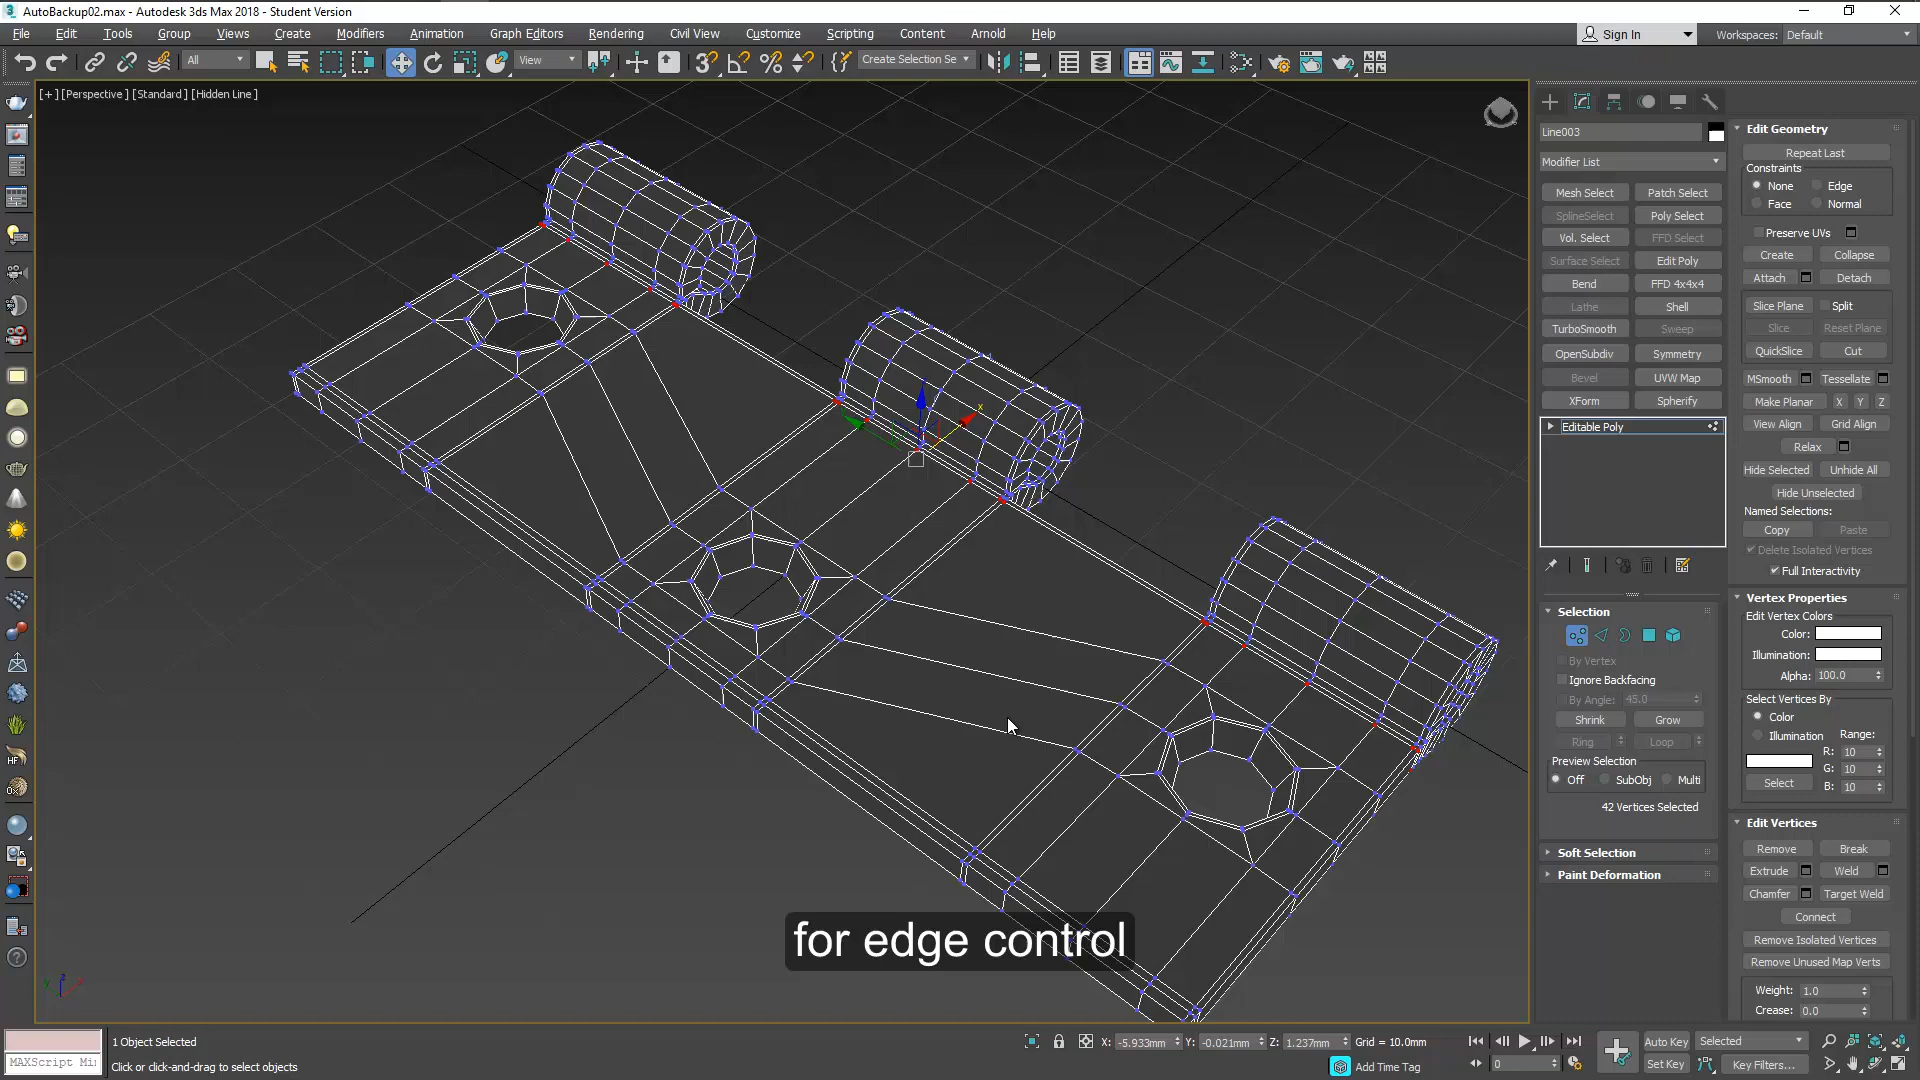 AutoBackup02.max - Autodesk 3ds Max 2018 - Student Version
File Edit Tools Group Views Create Modifiers Animation Graph Editors Rendering Civil View Customize Scripting Content Arnold Help
Sign In Workspaces: Default
All View Create Selection Se
[+][Perspective][Standard][Hidden Line]
Line003
Modifier List
Mesh Select Patch Select
SplineSelect Poly Select
Vol. Select FFD Select
Surface Select Edit Poly
Bend FFD 4x4x4
Lathe Shell
TurboSmooth Sweep
OpenSubdiv Symmetry
Bevel UVW Map
XForm Spherify
Editable Poly
Selection
By Vertex
Ignore Backfacing
By Angle: 45.0
Shrink Grow
Ring Loop
Preview Selection
Off SubObj Multi
42 Vertices Selected
Soft Selection
Paint Deformation
Edit Geometry
Repeat Last
Constraints
None Edge
Face Normal
Preserve UVs
Create Collapse
Attach Detach
Slice Plane Split
Slice Reset Plane
QuickSlice Cut
MSmooth Tessellate
Make Planar X Y Z
View Align Grid Align
Relax
Hide Selected Unhide All
Hide Unselected
Named Selections:
Copy Paste
Delete Isolated Vertices
Full Interactivity
Vertex Properties
Edit Vertex Colors
Color:
Illumination:
Alpha: 100.0
Select Vertices By
Color
Illumination Range:
R: 10
G: 10
Select B: 10
Edit Vertices
Remove Break
Extrude Weld
Chamfer Target Weld
Connect
Remove Isolated Vertices
Remove Unused Map Verts
Weight: 1.0
Crease: 0.0
x
for edge control
1 Object Selected
X: -5.933mm Y: -0.021mm Z: 1.237mm Grid = 10.0mm
Auto Key Selected
MAXScript Mi
Click or click-and-drag to select objects
Add Time Tag
0
Set Key Key Filters...